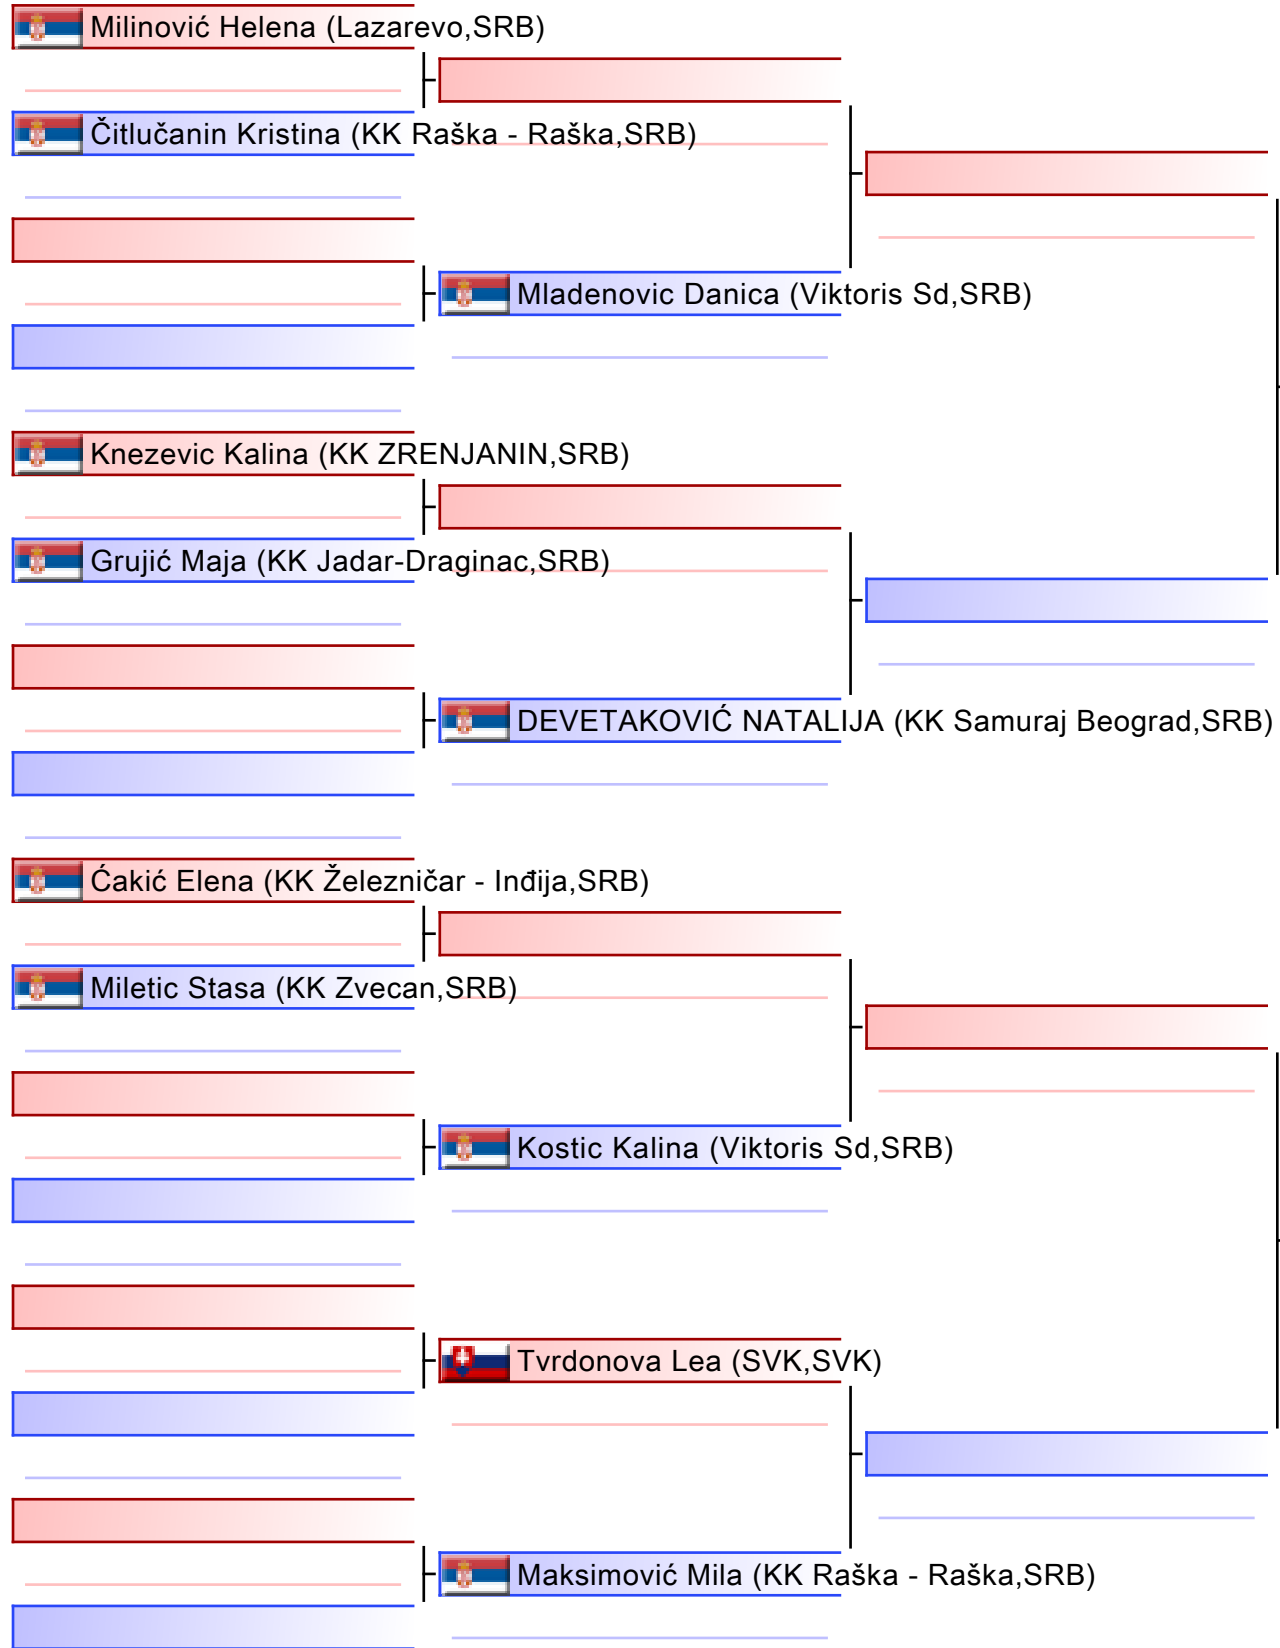 Milinović Helena (Lazarevo,SRB)
Čitlučanin Kristina (KK Raška - Raška,SRB)
Mladenovic Danica (Viktoris Sd,SRB)
Knezevic Kalina (KK ZRENJANIN,SRB)
Grujić Maja (KK Jadar-Draginac,SRB)
DEVETAKOVIĆ NATALIJA (KK Samuraj Beograd,SRB)
Ćakić Elena (KK Železničar - Inđija,SRB)
Miletic Stasa (KK Zvecan,SRB)
Kostic Kalina (Viktoris Sd,SRB)
Tvrdonova Lea (SVK,SVK)
Maksimović Mila (KK Raška - Raška,SRB)